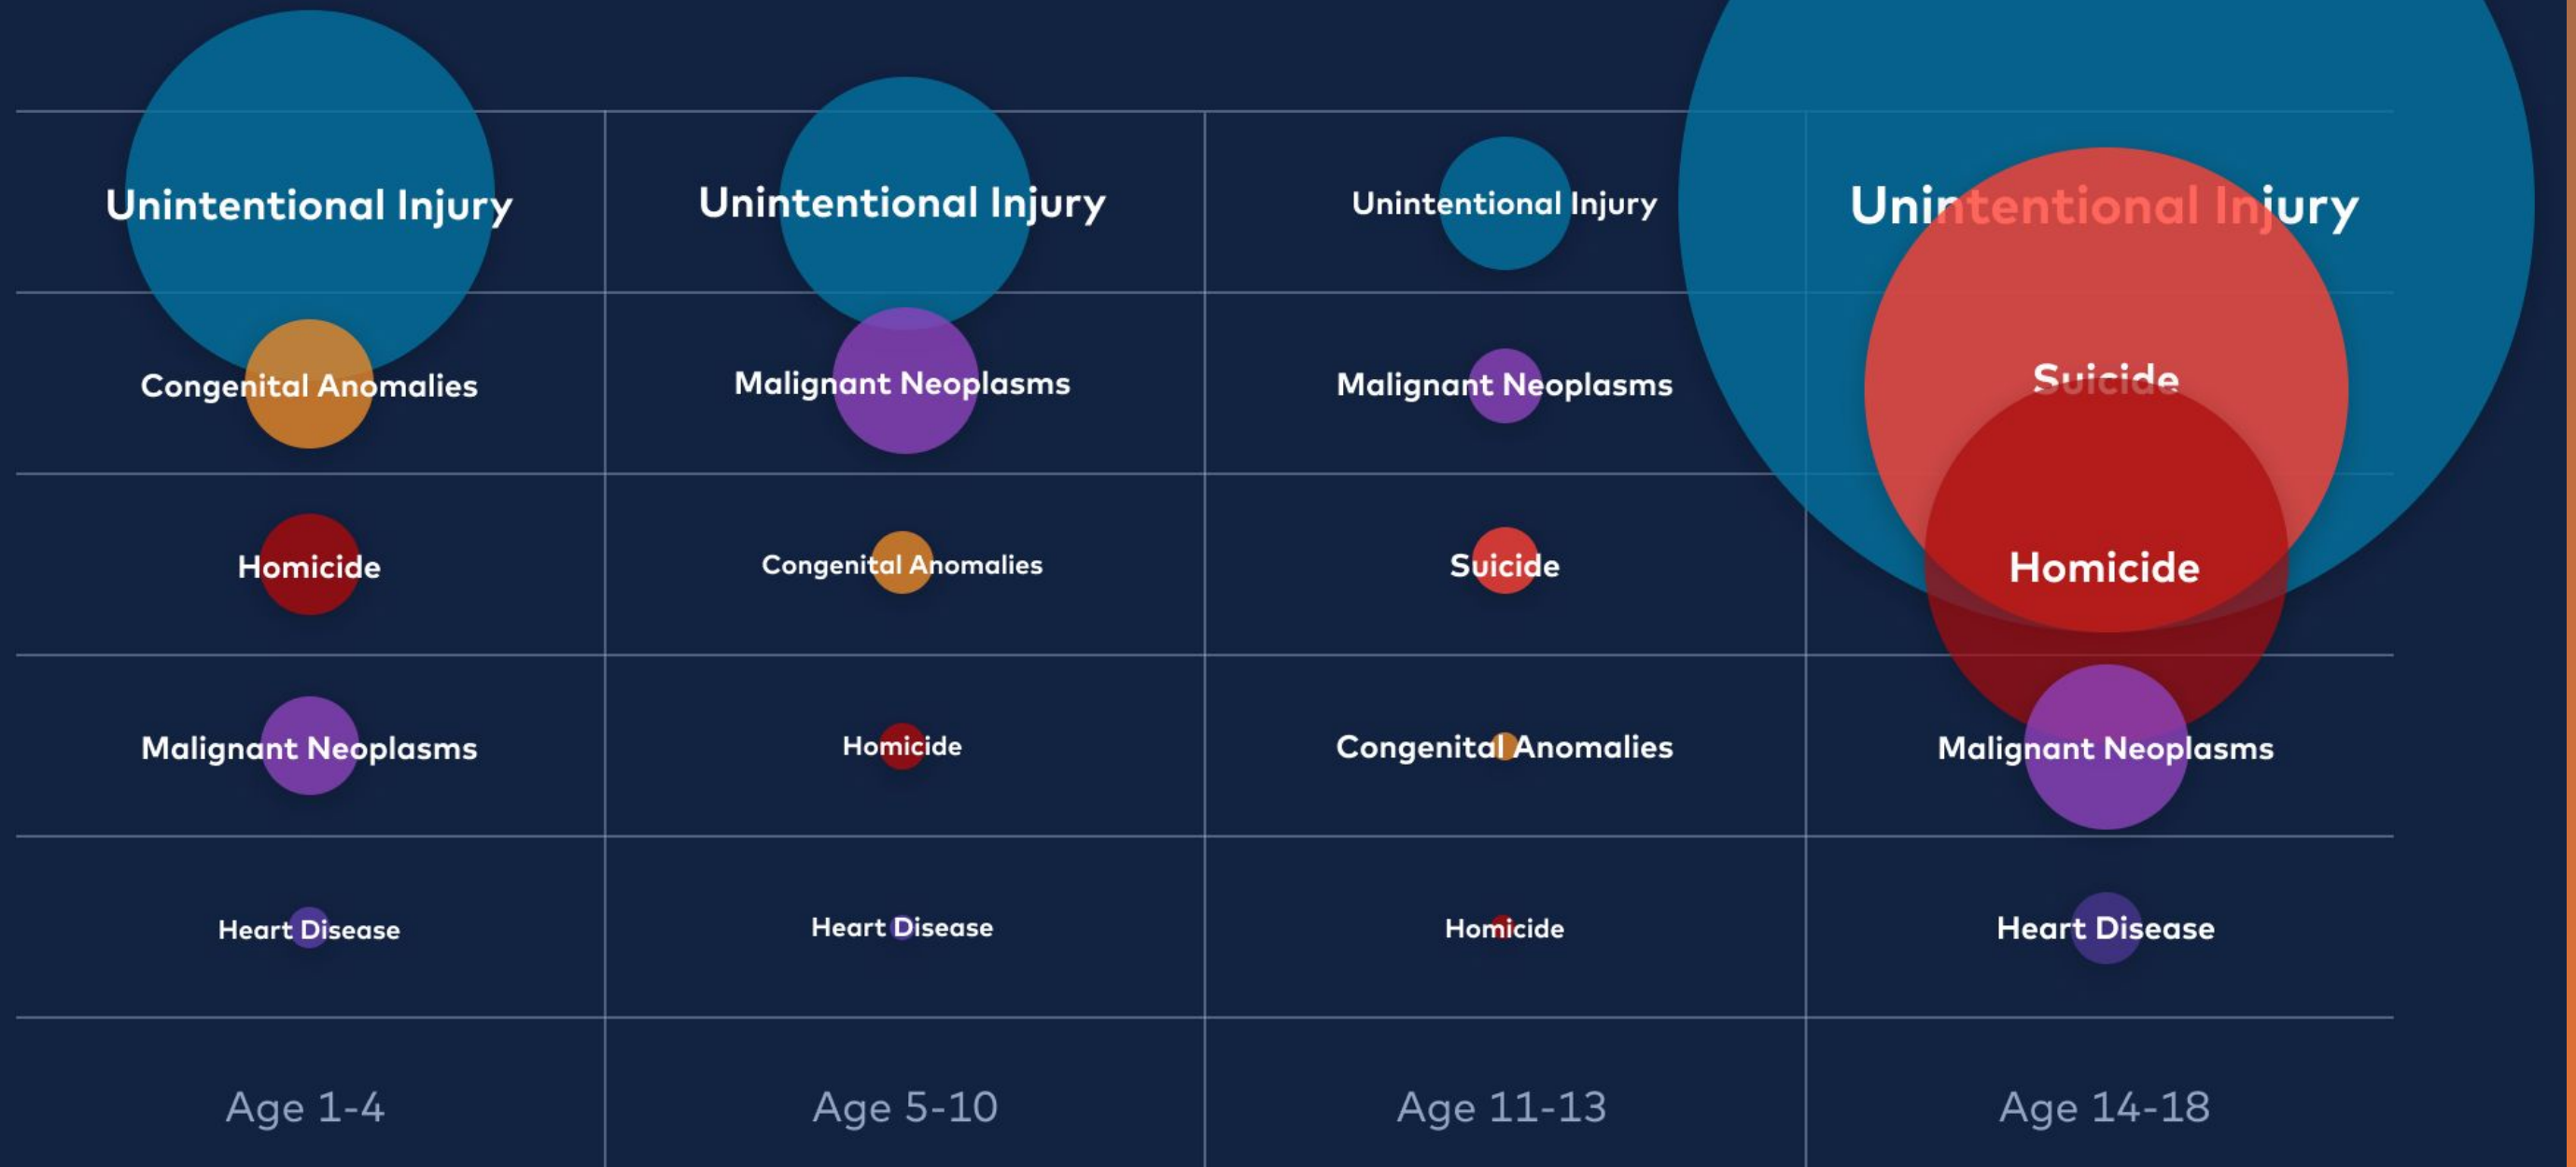 Unintentional Injury
Unintentional Injury
Unintentional Injury
Unintentional Injury
Congenital Anomalies
Malignant Neoplasms
Malignant Neoplasms
Suicide
Homicide
Congenital Anomalies
Suicide
Homicide
Malignant Neoplasms
Homicide
Congenital Anomalies
Malignant Neoplasms
Heart Disease
Heart Disease
Homicide
Heart Disease
Age 1-4
Age 5-10
Age 11-13
Age 14-18